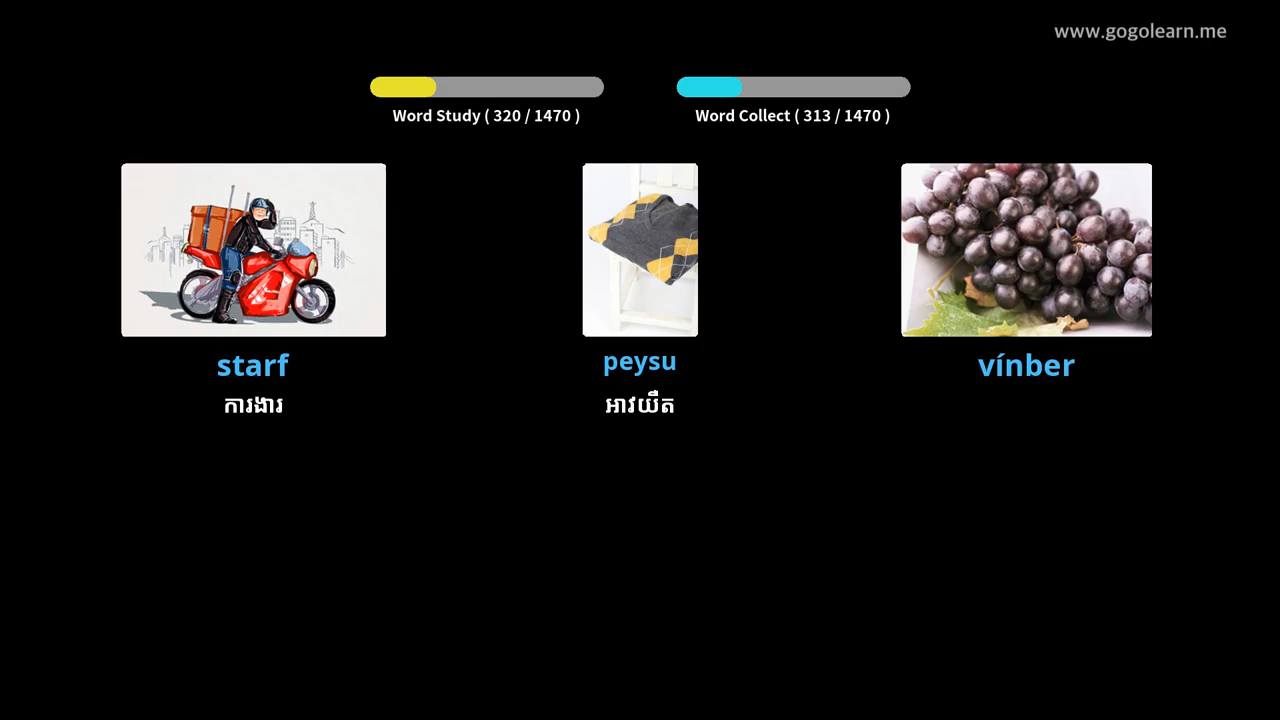 www.gogolearn.me
Word Study ( 320 / 1470 )
Word Collect ( 313 / 1470 )
starf
peysu
vínber
ការងារ
អាវយឺត